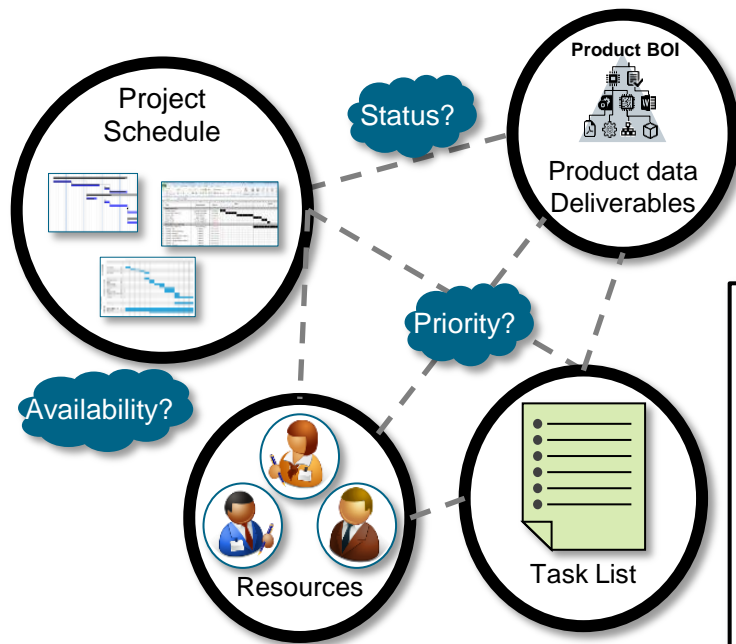 Product BOI
Project
Schedule
Status?
Product data
Deliverables
Priority?
Availability?
Resources
Task List